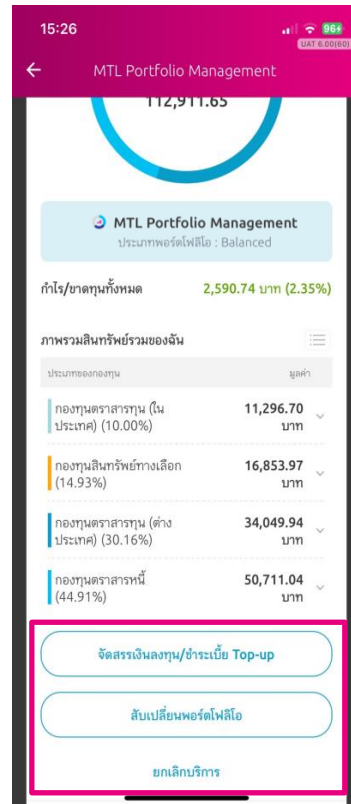 15:26
96
UAT 6.00(60)
MTL Portfolio Management
112,911.65
MTL Portfolio Management
ประเภทพอร์ตโฟลิโอ : Balanced
กำไร/ขาดทุนทั้งหมด 2,590.74 บาท (2.35%)
ภาพรวมสินทรัพย์รวมของฉัน
ประเภทของกองทุน มูลค่า
กองทุนตราสารทุน (ใน 11,296.70
ประเทศ) (10.00%) บาท
กองทุนสินทรัพย์ทางเลือก 16,853.97
(14.93%) บาท
กองทุนตราสารทุน (ต่าง 34,049.94
ประเทศ) (30.16%) บาท
กองทุนตราสารหนี้ 50,711.04
(44.91%) บาท
จัดสรรเงินลงทุน/ชำระเบี้ย Top-up
สับเปลี่ยนพอร์ตโฟลิโอ
ยกเลิกบริการ